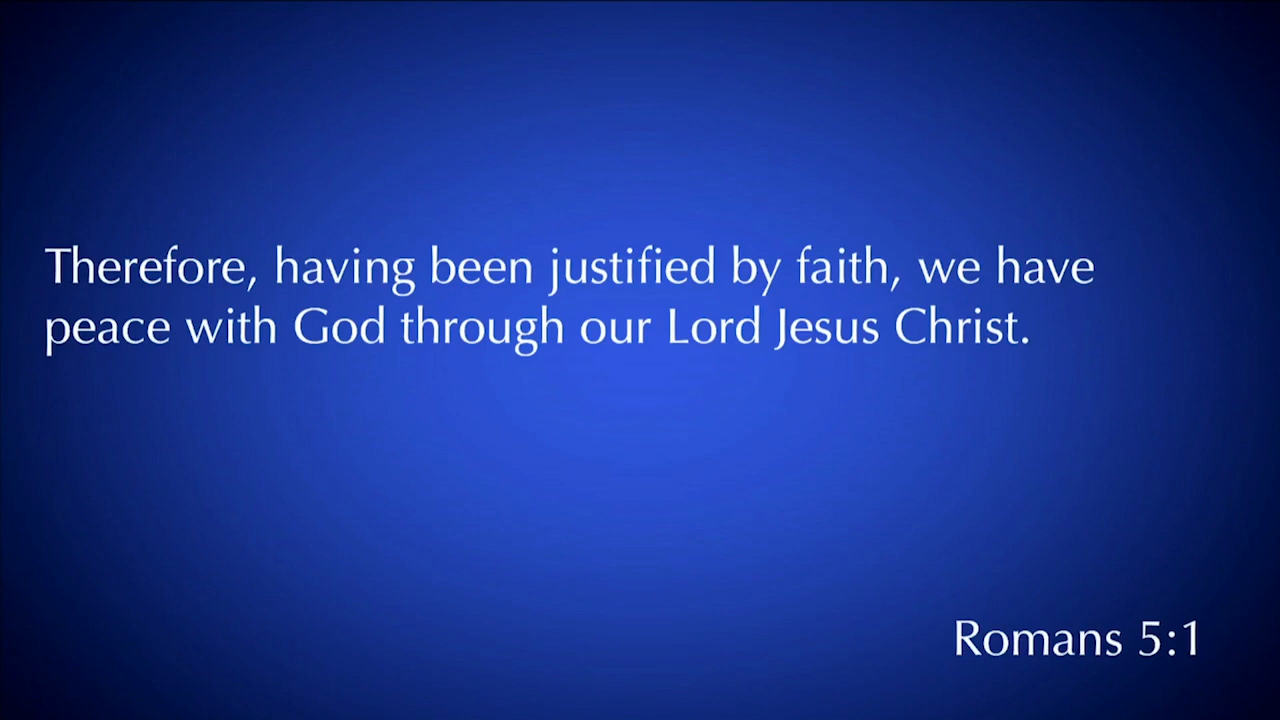 Therefore, having been justified by faith, we have
peace with God through our Lord Jesus Christ.
Romans 5:1